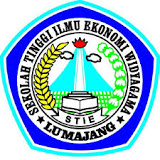 SEKOLAH TINGGI ILMU EKONOMI WIDYAGAMA
STIE
LUMAJANG